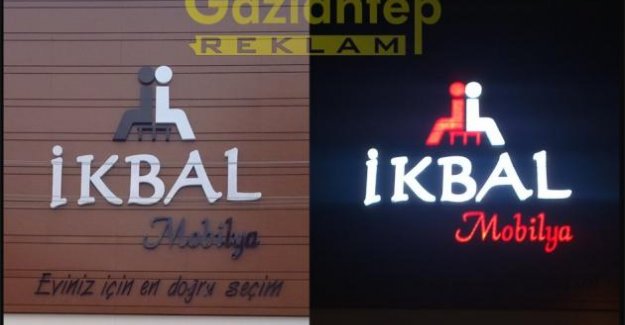 Gaziantep
REKLAM
İKBAL
Mobilya
Eviniz için en doğru seçim
İKBAL
Mobilya